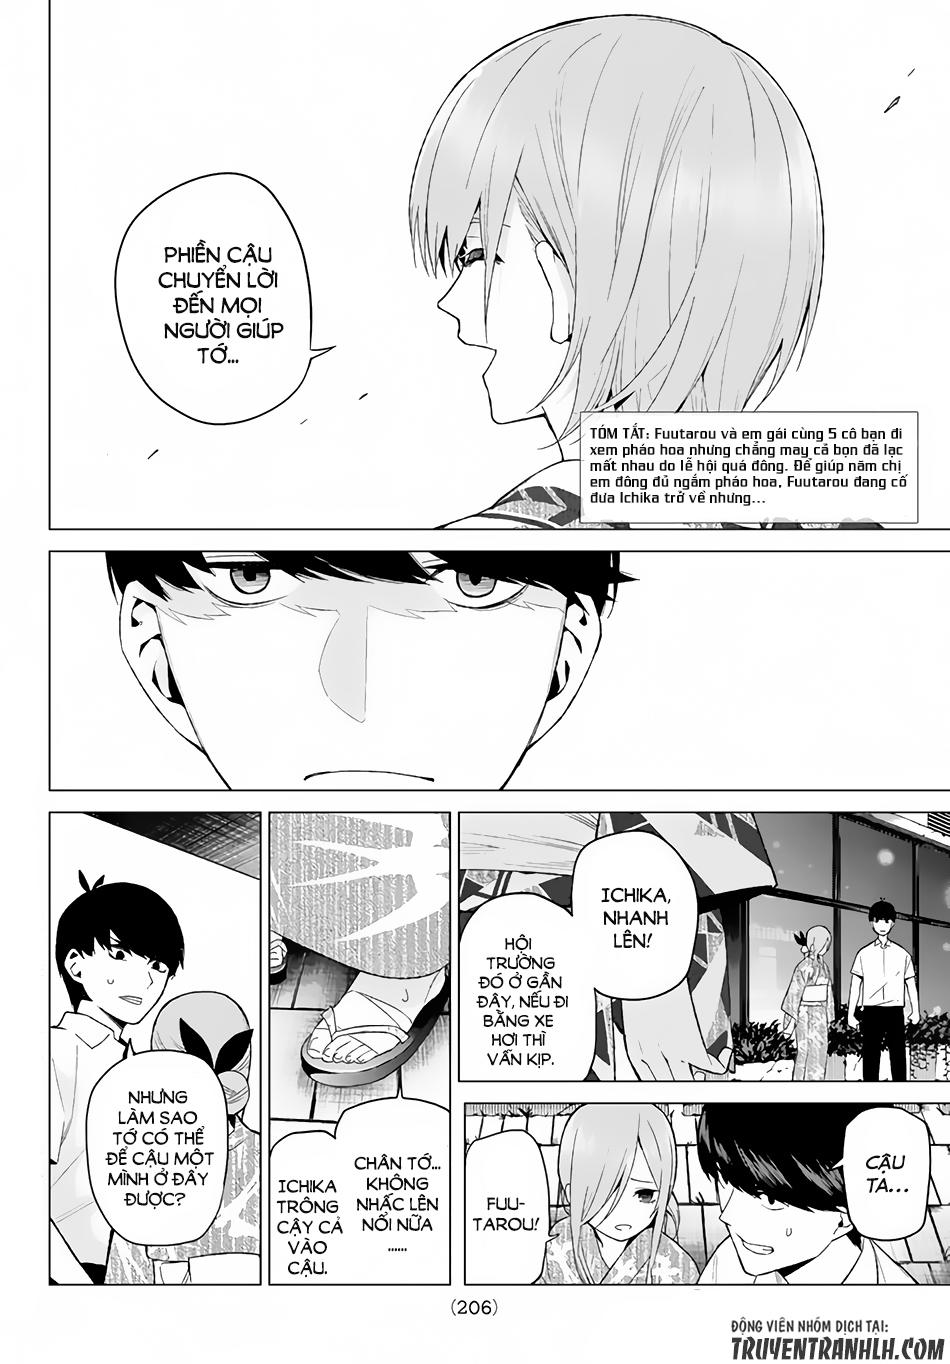 PHIỀN CẬU
CHUYỂN LỜI
ĐẾN MỌI
NGƯỜI GIÚP
TỚ...
TÓM TẮT: Fuutarou và em gái cùng 5 cô bạn đi
xem pháo hoa nhưng chẳng may cả bọn đã lạc
mất nhau do lễ hội quá đông. Để giúp năm chị
em đông đủ ngắm pháo hoa, Fuutarou đang cố
đưa Ichika trở về nhưng...
ICHIKA,
NHANH
LÊN!
HỘI
TRƯỜNG
ĐÓ Ở GẦN
ĐÂY, NẾU ĐI
BẰNG XE
HƠI THÌ
VẪN KỊP.
CẬU
TA...
FUU-
TAROU!
CHÂN TỚ...
KHÔNG
NHẤC LÊN
NỔI NỮA
......
ICHIKA
TRÔNG
CẬY CẢ
VÀO
CẬU.
NHƯNG
LÀM SAO
TỚ CÓ THỂ
ĐỂ CẬU MỘT
MÌNH Ở ĐÂY
ĐƯỢC?
(206)
ĐỘNG VIÊN NHÓM DỊCH TẠI:
TRUYENTRANHLH.COM